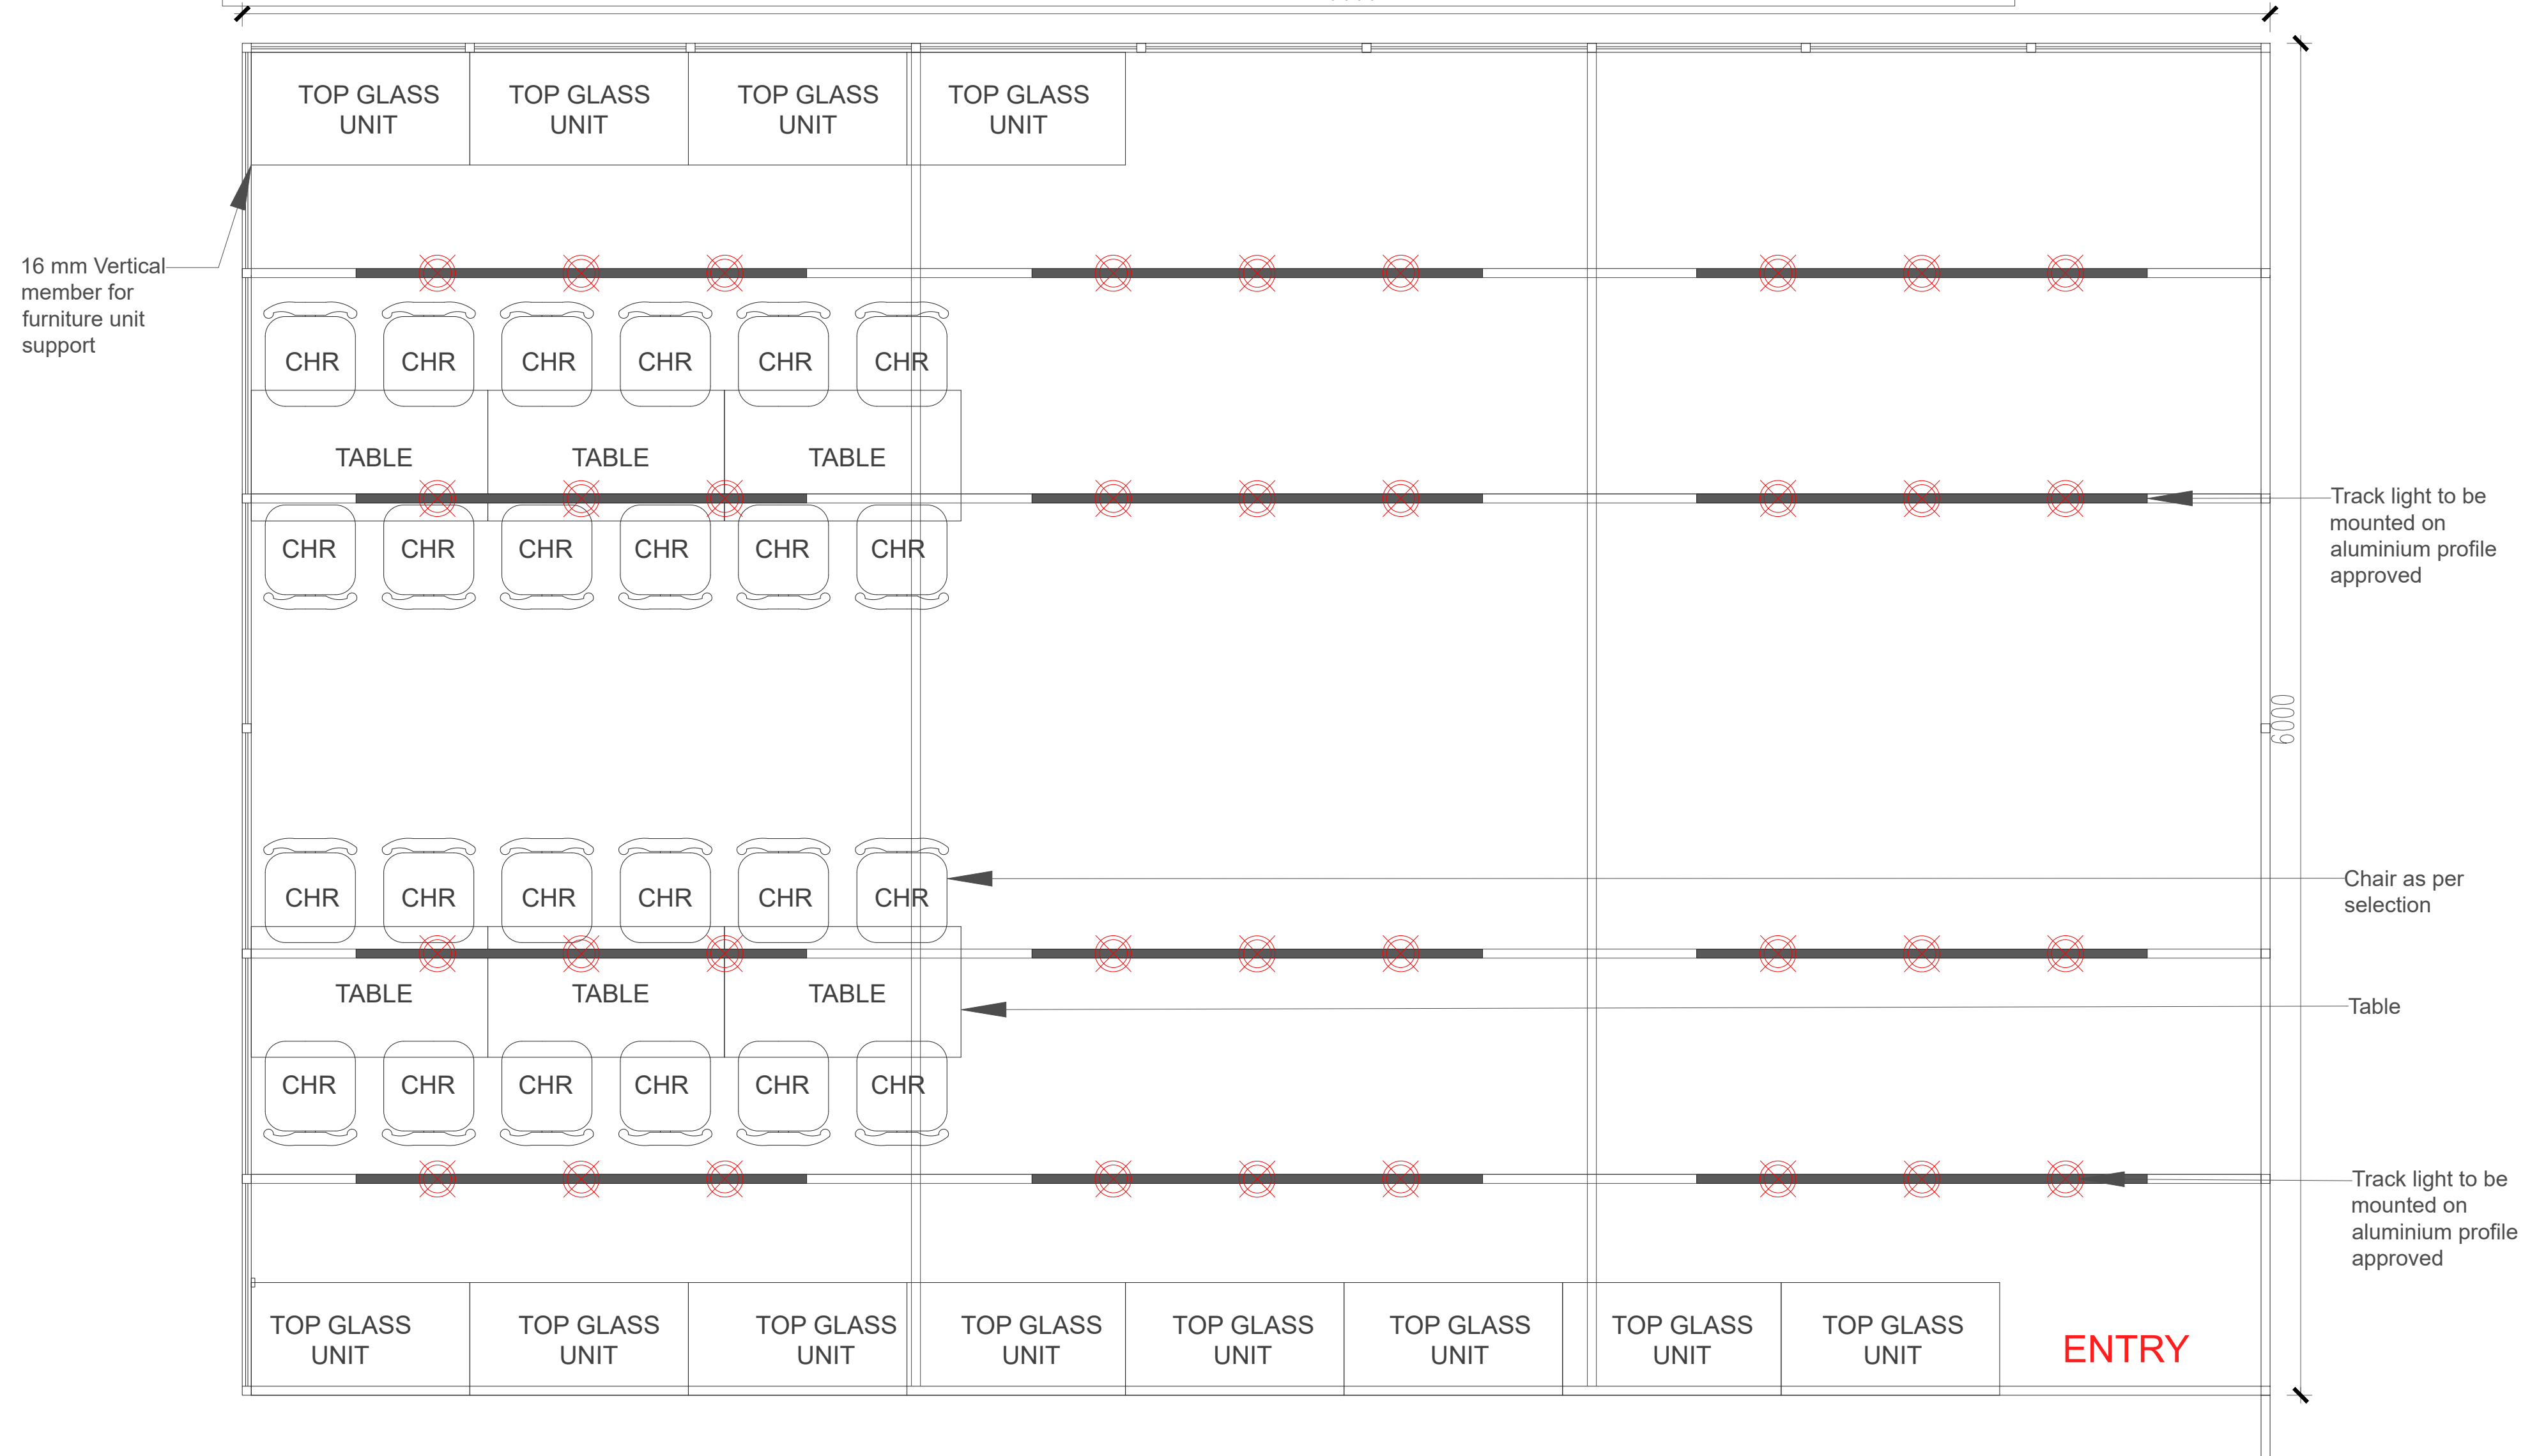 TOP GLASS
UNIT
TOP GLASS
UNIT
TOP GLASS
UNIT
TOP GLASS
UNIT
16 mm Vertical
member for
furniture unit
support
CHR
CHR
CHR
CHR
CHR
CHR
TABLE
TABLE
TABLE
Track light to be
mounted on
aluminium profile
approved
CHR
CHR
CHR
CHR
CHR
CHR
6000
Chair as per
selection
CHR
CHR
CHR
CHR
CHR
CHR
TABLE
TABLE
TABLE
Table
CHR
CHR
CHR
CHR
CHR
CHR
Track light to be
mounted on
aluminium profile
approved
TOP GLASS
UNIT
TOP GLASS
UNIT
TOP GLASS
UNIT
TOP GLASS
UNIT
TOP GLASS
UNIT
TOP GLASS
UNIT
TOP GLASS
UNIT
TOP GLASS
UNIT
ENTRY